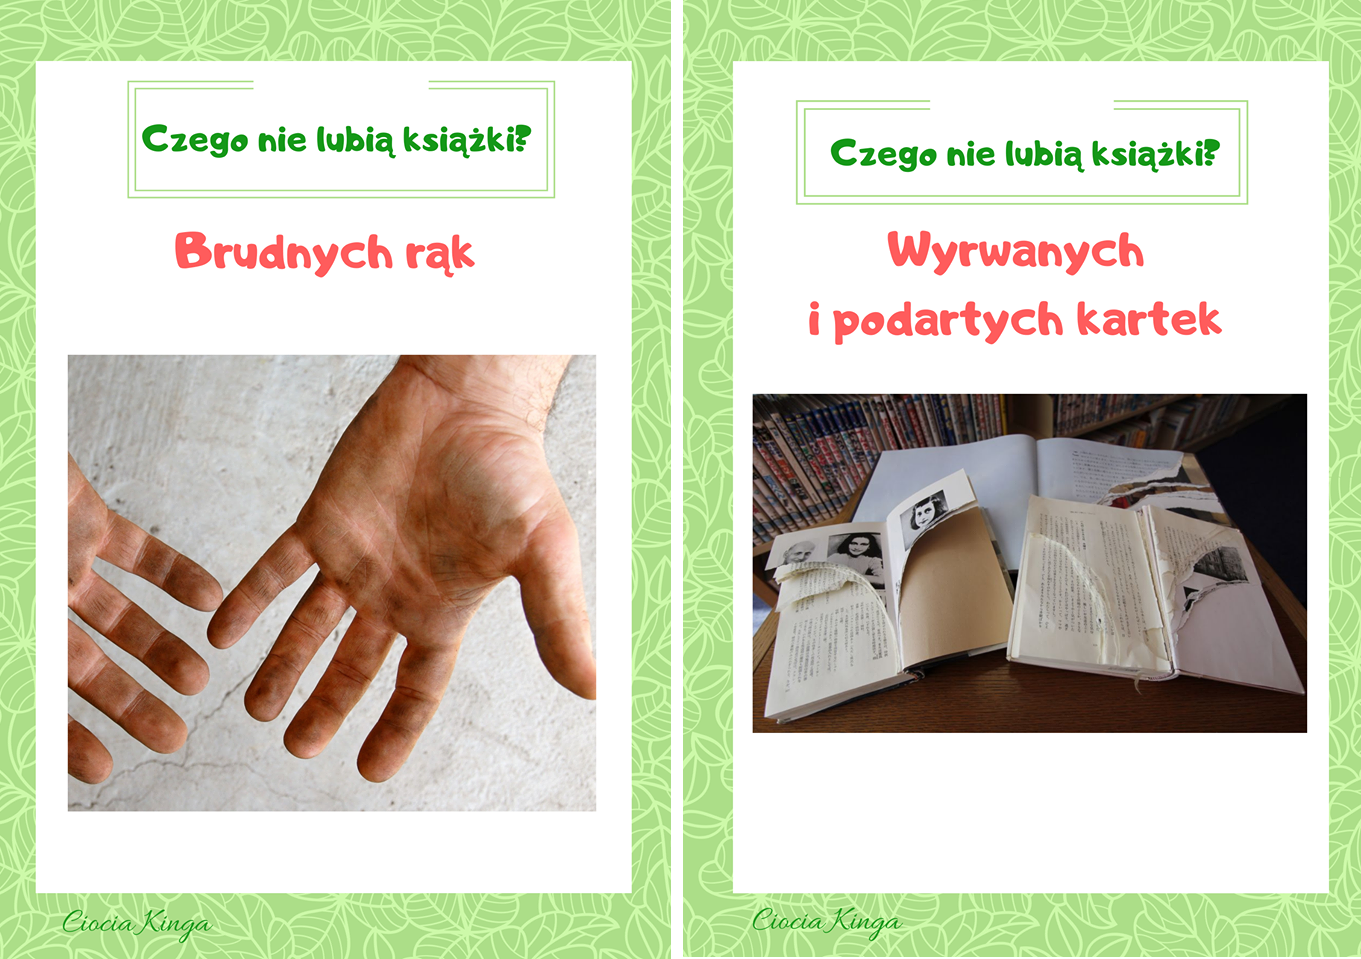 Czego nie lubią książki?
Brudnych rąk
Ciocia Kinga
Czego nie lubią książki?
Wyrwanych
i podartych kartek
Ciocia Kinga